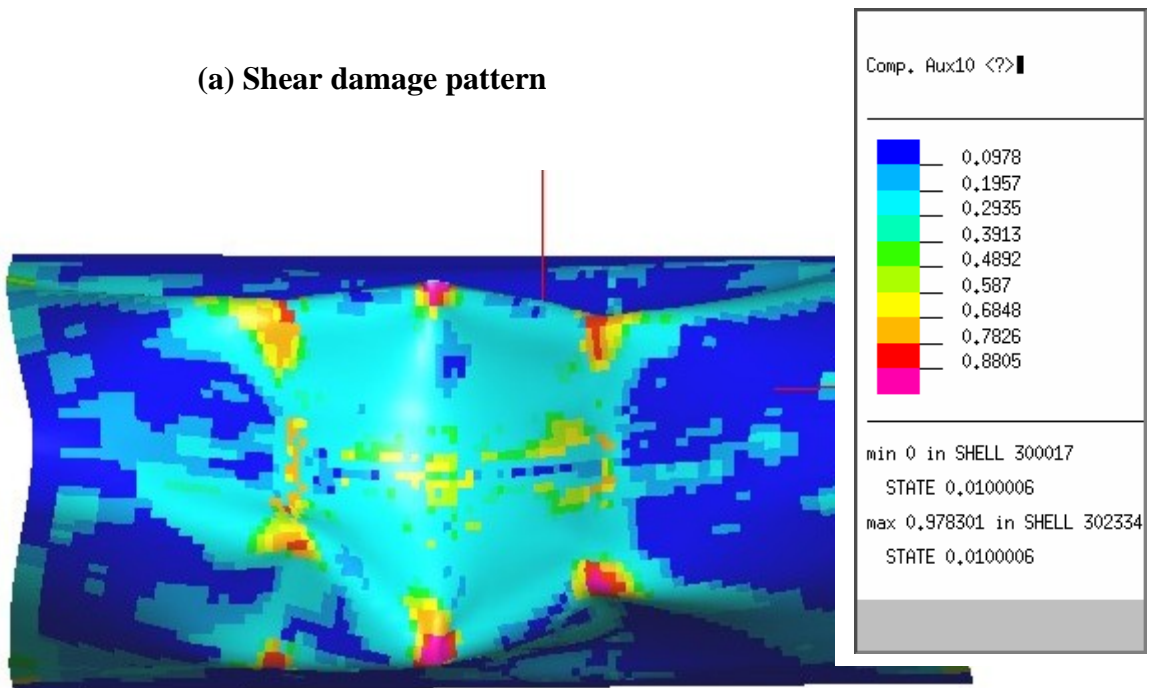 (a) Shear damage pattern
Comp. Aux10 <?>
0.0978
0.1957
0.2935
0.3913
0.4892
0.587
0.6848
0.7826
0.8805
min 0 in SHELL 300017
STATE 0.0100006
max 0.978301 in SHELL 302334
STATE 0.0100006